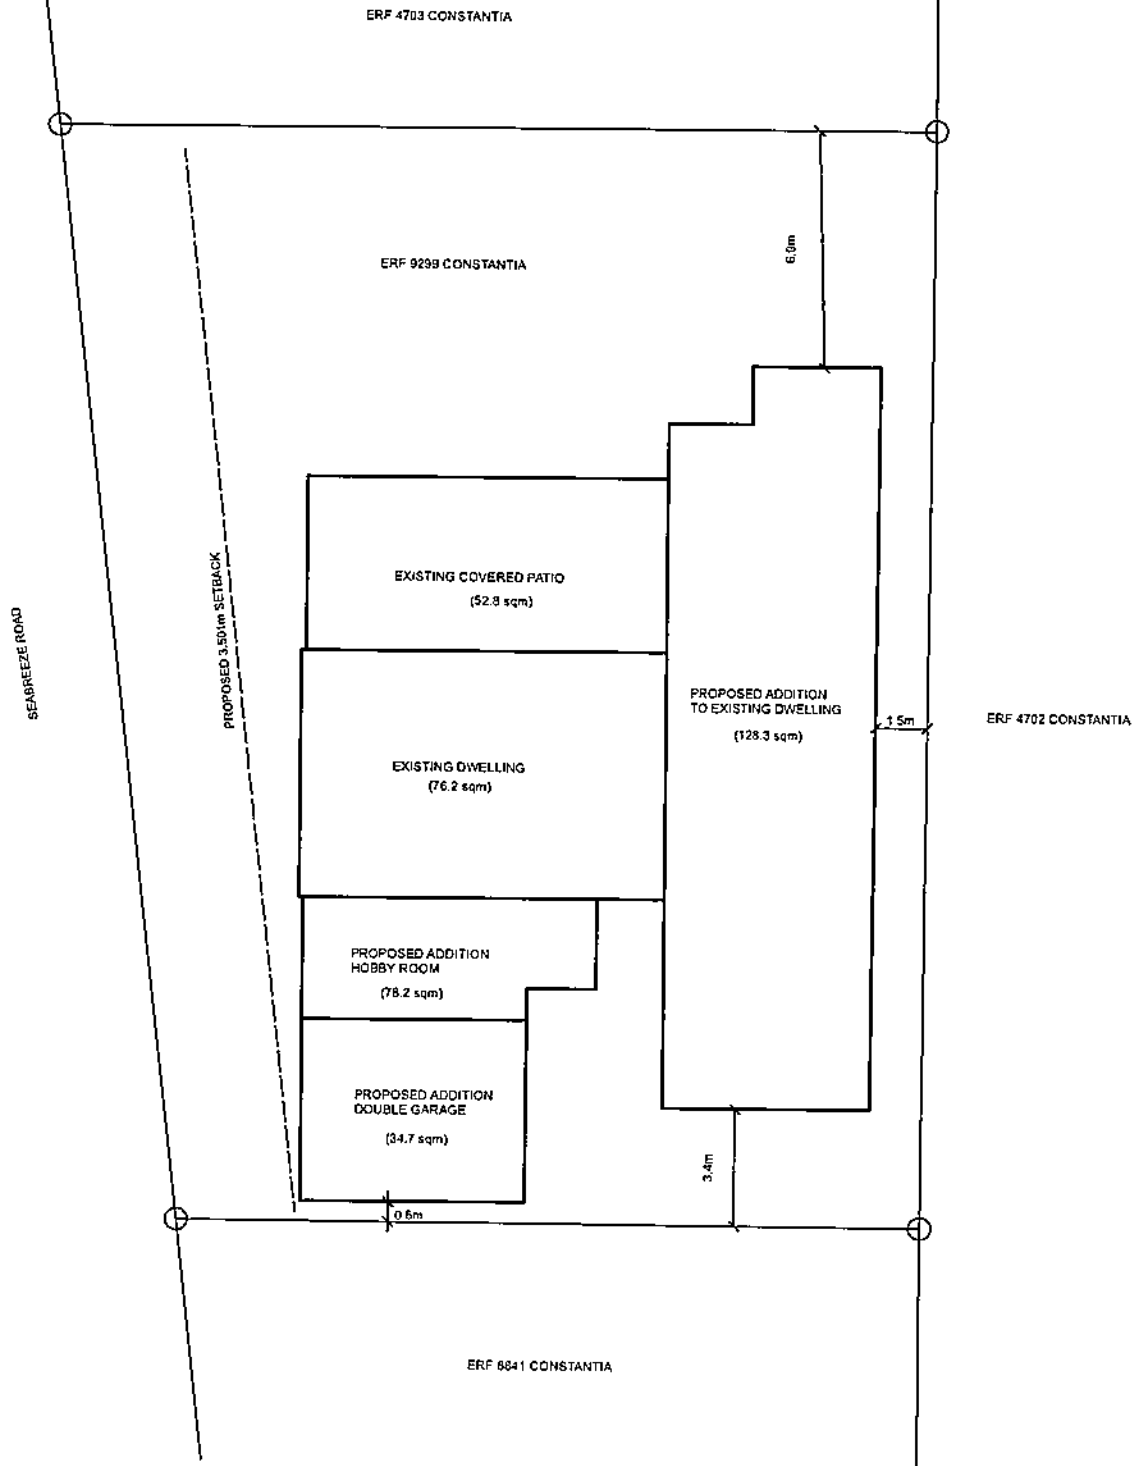 ERF 4703 CONSTANTIA
6.9m
ERF 9299 CONSTANTIA
EXISTING COVERED PATIO
(52.8 sqm)
PROPOSED 3.501m SETBACK
SEABREEZE ROAD
PROPOSED ADDITION
TO EXISTING DWELLING
(128.3 sqm)
1.5m
ERF 4702 CONSTANTIA
EXISTING DWELLING
(76.2 sqm)
PROPOSED ADDITION
HOBBY ROOM
(78.2 sqm)
PROPOSED ADDITION
DOUBLE GARAGE
(34.7 sqm)
3.4m
0.6m
ERF CONSTANTIA